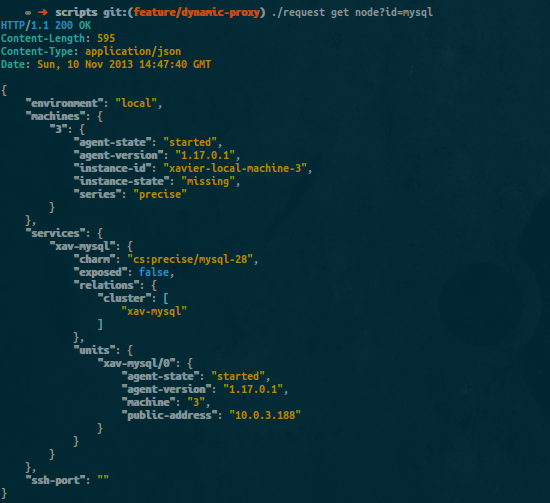 ∞ ➜ scripts git:(feature/dynamic-proxy) ./request get node?id=mysql
HTTP/1.1 200 OK
Content-Length: 595
Content-Type: application/json
Date: Sun, 10 Nov 2013 14:47:40 GMT

{
    "environment": "local",
    "machines": {
        "3": {
            "agent-state": "started",
            "agent-version": "1.17.0.1",
            "instance-id": "xavier-local-machine-3",
            "instance-state": "missing",
            "series": "precise"
        }
    },
    "services": {
        "xav-mysql": {
            "charm": "cs:precise/mysql-28",
            "exposed": false,
            "relations": {
                "cluster": [
                    "xav-mysql"
                ]
            },
            "units": {
                "xav-mysql/0": {
                    "agent-state": "started",
                    "agent-version": "1.17.0.1",
                    "machine": "3",
                    "public-address": "10.0.3.188"
                }
            }
        }
    },
    "ssh-port": ""
}